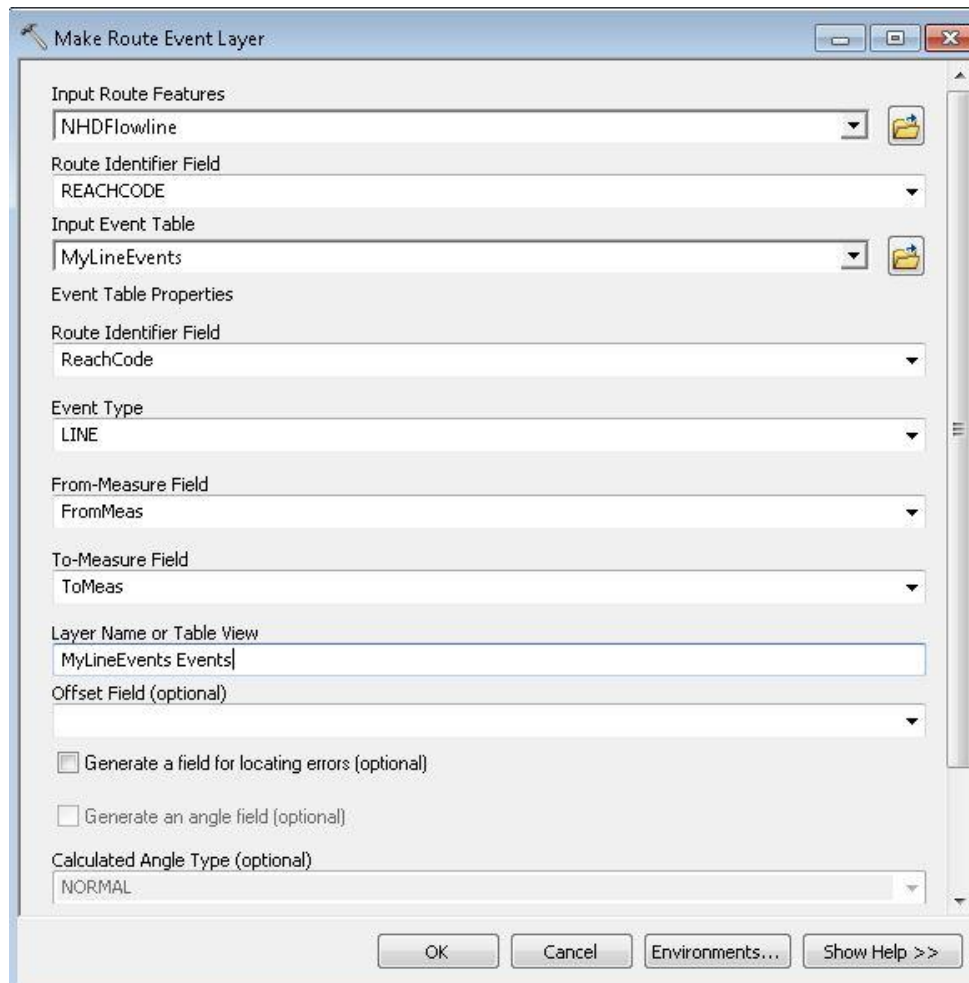 Make Route Event Layer
Input Route Features
NHDFlowline
Route Identifier Field
REACHCODE
Input Event Table
MyLineEvents
Event Table Properties
Route Identifier Field
ReachCode
Event Type
LINE
From-Measure Field
FromMeas
To-Measure Field
ToMeas
Layer Name or Table View
MyLineEvents Events
Offset Field (optional)
Generate a field for locating errors (optional)
Generate an angle field (optional)
Calculated Angle Type (optional)
NORMAL
OK Cancel Environments... Show Help >>